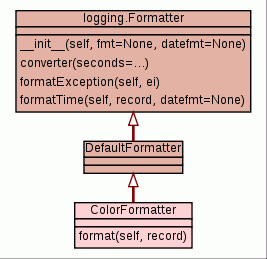 logging.Formatter
__init__(self, fmt=None, datefmt=None)
converter(seconds=...)
formatException(self, ei)
formatTime(self, record, datefmt=None)
DefaultFormatter
ColorFormatter
format(self, record)